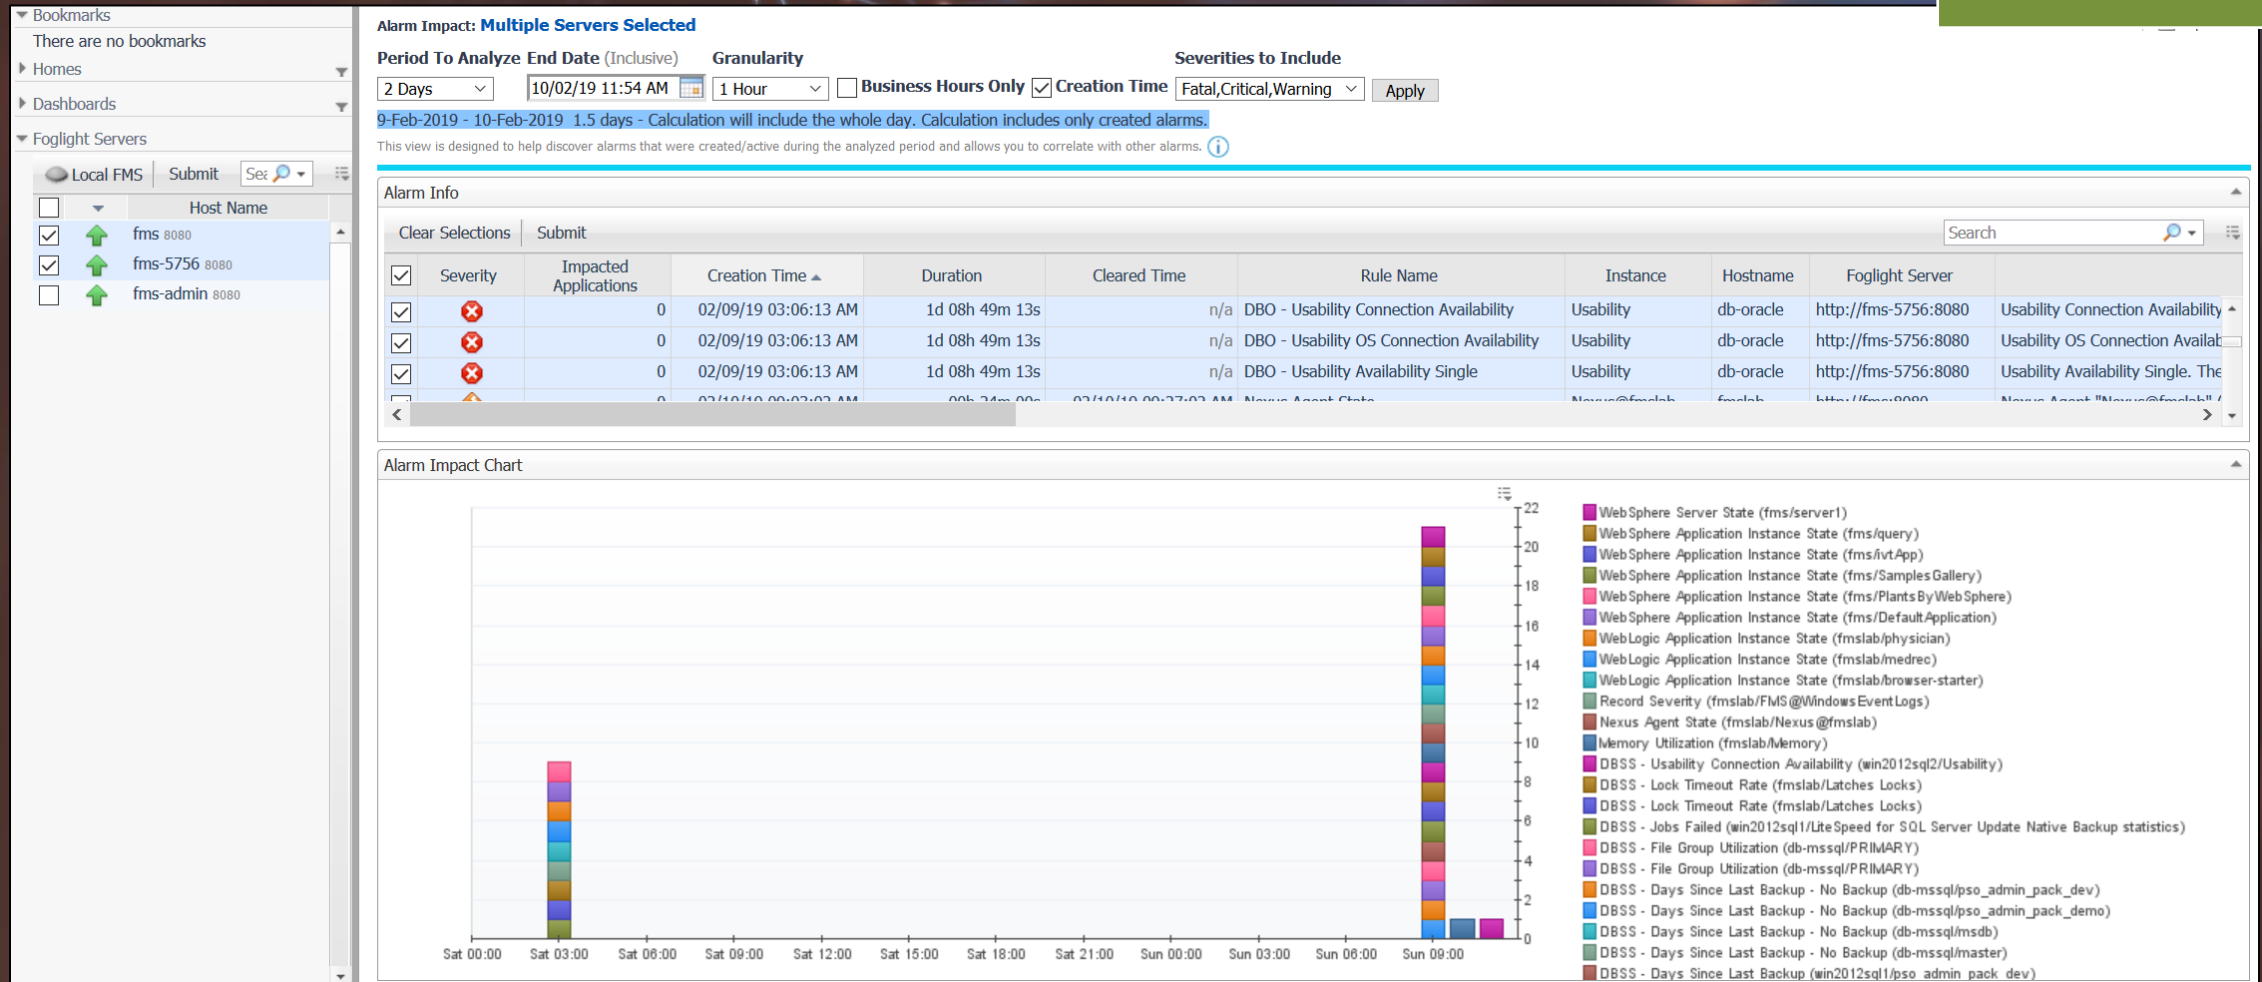 Bookmarks
There are no bookmarks
Homes
Dashboards
Foglight Servers
Local FMS Submit
Host Name
fms 8080
fms-5756 8080
fms-admin 8080
Alarm Impact: Multiple Servers Selected
Period To Analyze End Date (Inclusive) Granularity Severities to Include
2 Days 10/02/19 11:54 AM 1 Hour Business Hours Only Creation Time Fatal,Critical,Warning Apply
9-Feb-2019 - 10-Feb-2019 1.5 days - Calculation will include the whole day. Calculation includes only created alarms.
This view is designed to help discover alarms that were created/active during the analyzed period and allows you to correlate with other alarms.
Alarm Info
Clear Selections Submit Search
Severity Impacted Applications Creation Time Duration Cleared Time Rule Name Instance Hostname Foglight Server
0 02/09/19 03:06:13 AM 1d 08h 49m 13s n/a DBO - Usability Connection Availability Usability db-oracle http://fms-5756:8080 Usability Connection Availability
0 02/09/19 03:06:13 AM 1d 08h 49m 13s n/a DBO - Usability OS Connection Availability Usability db-oracle http://fms-5756:8080 Usability OS Connection Availab
0 02/09/19 03:06:13 AM 1d 08h 49m 13s n/a DBO - Usability Availability Single Usability db-oracle http://fms-5756:8080 Usability Availability Single. The
Alarm Impact Chart
22
20
18
16
14
12
10
8
6
4
2
0
Sat 00:00 Sat 03:00 Sat 06:00 Sat 09:00 Sat 12:00 Sat 15:00 Sat 18:00 Sat 21:00 Sun 00:00 Sun 03:00 Sun 06:00 Sun 09:00
WebSphere Server State (fms/server1)
WebSphere Application Instance State (fms/query)
WebSphere Application Instance State (fms/ivtApp)
WebSphere Application Instance State (fms/SamplesGallery)
WebSphere Application Instance State (fms/PlantsByWebSphere)
WebSphere Application Instance State (fms/DefaultApplication)
WebLogic Application Instance State (fmslab/physician)
WebLogic Application Instance State (fmslab/medrec)
WebLogic Application Instance State (fmslab/browser-starter)
Record Severity (fmslab/FMS@WindowsEventLogs)
Nexus Agent State (fmslab/Nexus@fmslab)
Memory Utilization (fmslab/Memory)
DBSS - Usability Connection Availability (win2012sql2/Usability)
DBSS - Lock Timeout Rate (fmslab/Latches Locks)
DBSS - Lock Timeout Rate (fmslab/Latches Locks)
DBSS - Jobs Failed (win2012sql1/LiteSpeed for SQL Server Update Native Backup statistics)
DBSS - File Group Utilization (db-mssql/PRIMARY)
DBSS - File Group Utilization (db-mssql/PRIMARY)
DBSS - Days Since Last Backup - No Backup (db-mssql/pso_admin_pack_dev)
DBSS - Days Since Last Backup - No Backup (db-mssql/pso_admin_pack_demo)
DBSS - Days Since Last Backup - No Backup (db-mssql/msdb)
DBSS - Days Since Last Backup - No Backup (db-mssql/master)
DBSS - Days Since Last Backup (win2012sql1/pso_admin_pack_dev)